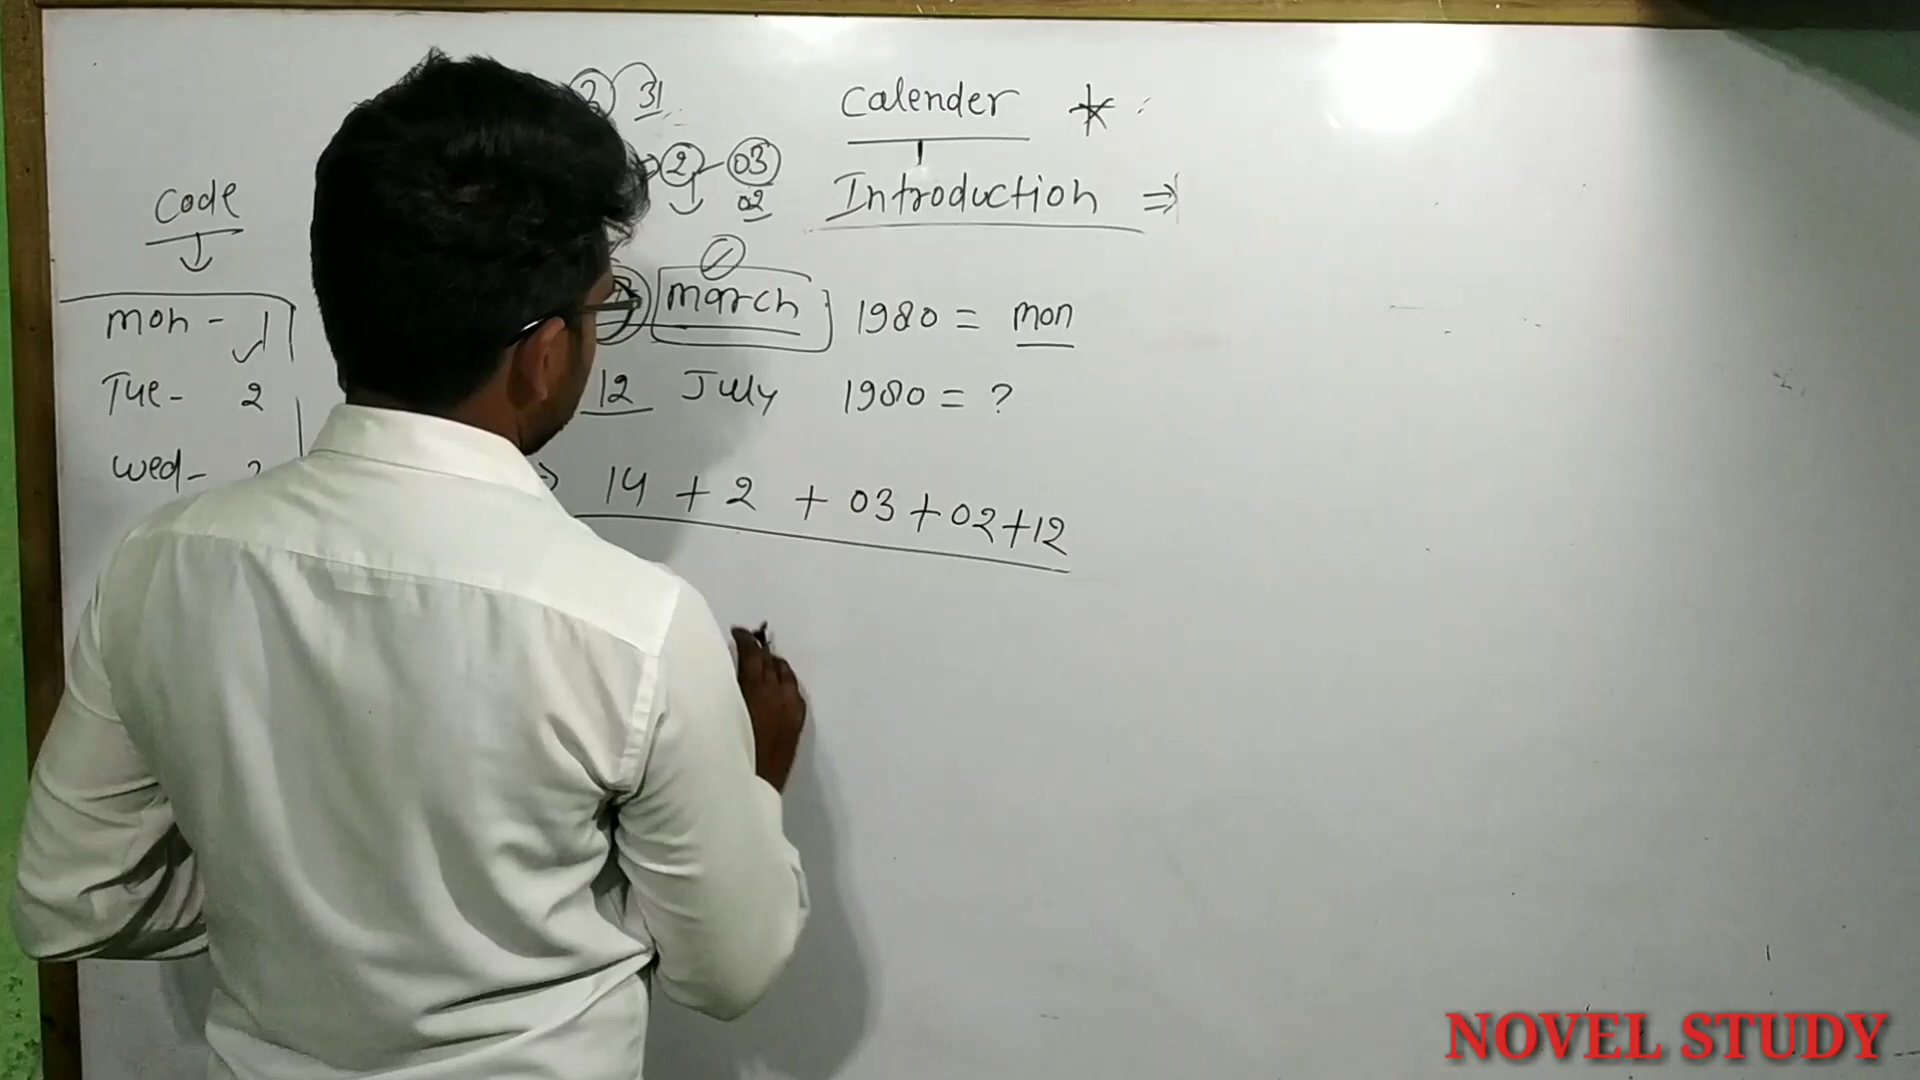 Calender *
Introduction ⇒
31
2 - 03
02
Code
mon - 1
Tue - 2
wed -
march 1980 = mon
12 July 1980 = ?
⇒ 14 + 2 + 03 + 02 + 12
NOVEL STUDY